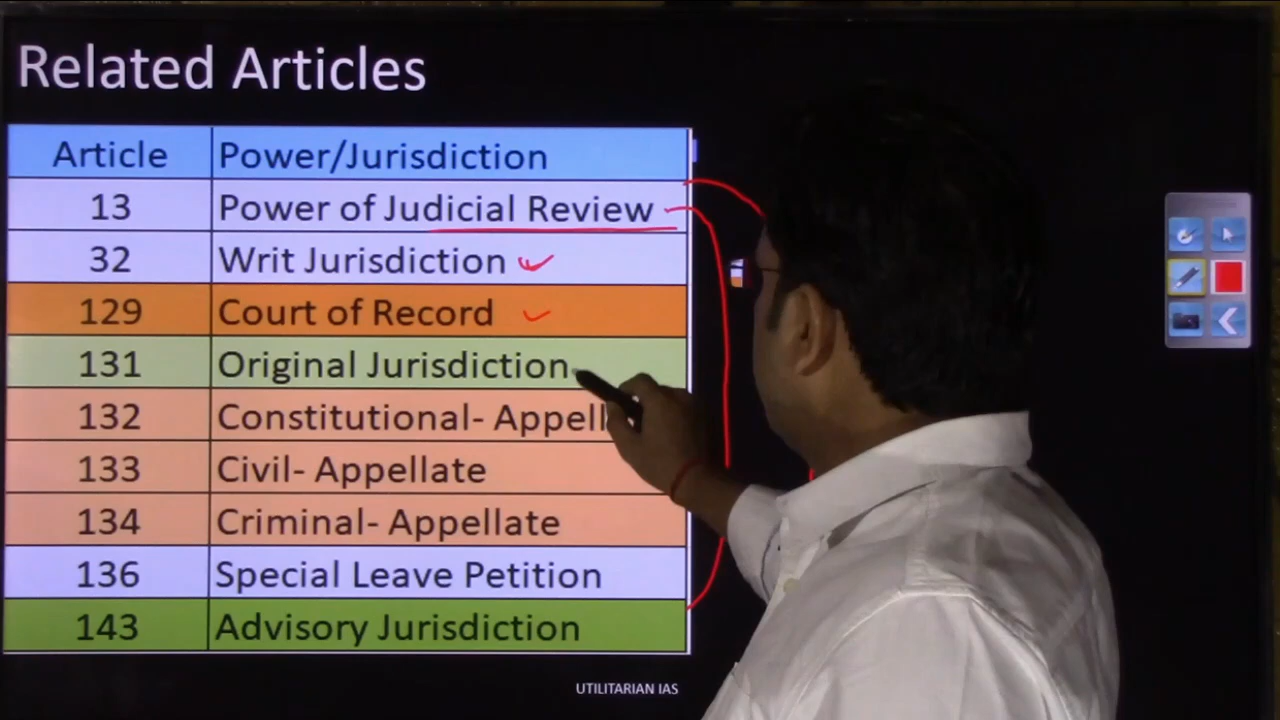 Related Articles
Article Power/Jurisdiction
13 Power of Judicial Review
32 Writ Jurisdiction
129 Court of Record
131 Original Jurisdiction
132 Constitutional- Appell
133 Civil- Appellate
134 Criminal- Appellate
136 Special Leave Petition
143 Advisory Jurisdiction
UTILITARIAN IAS